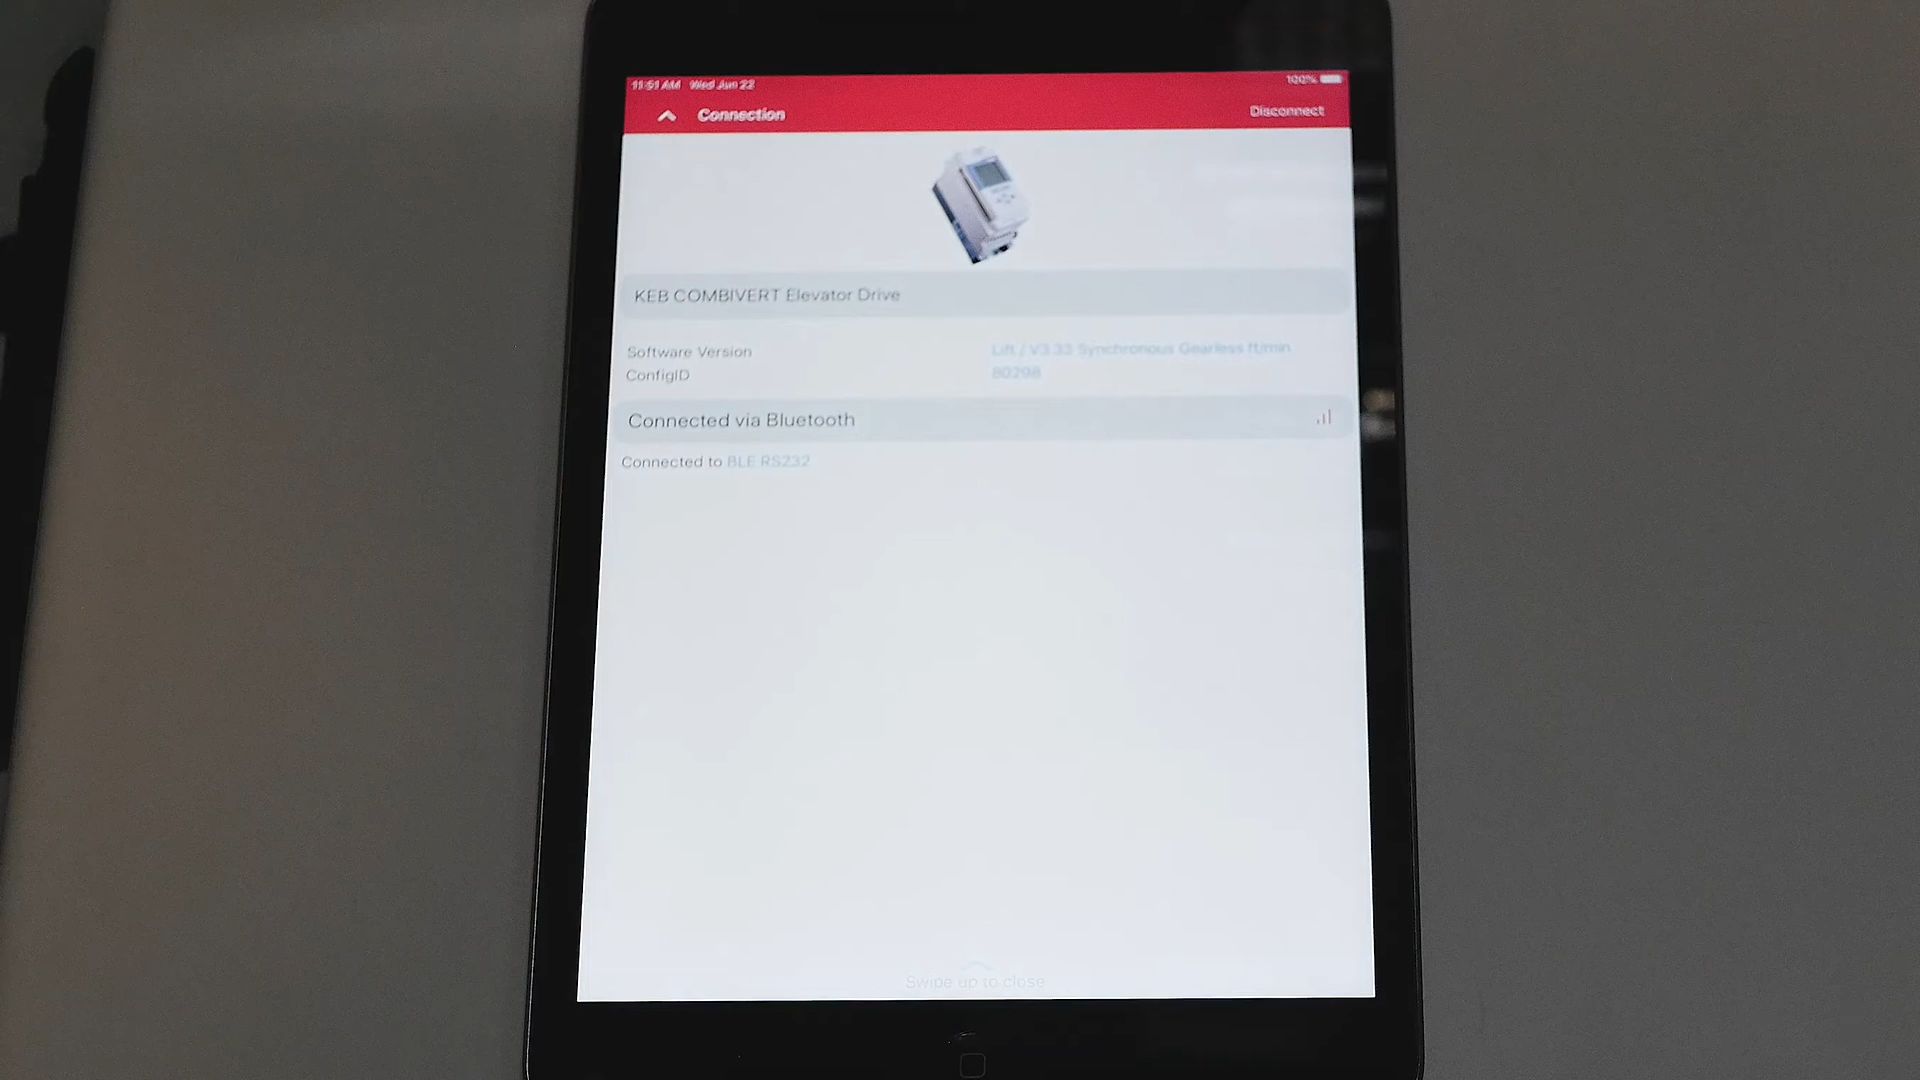 11:51 AM Wed Jun 22
100%
Connection
Disconnect
KEB COMBIVERT Elevator Drive
Software Version
Lift / V3.33 Synchronous Gearless ft/min
ConfigID
80298
Connected via Bluetooth
Connected to BLE RS232
Swipe up to close